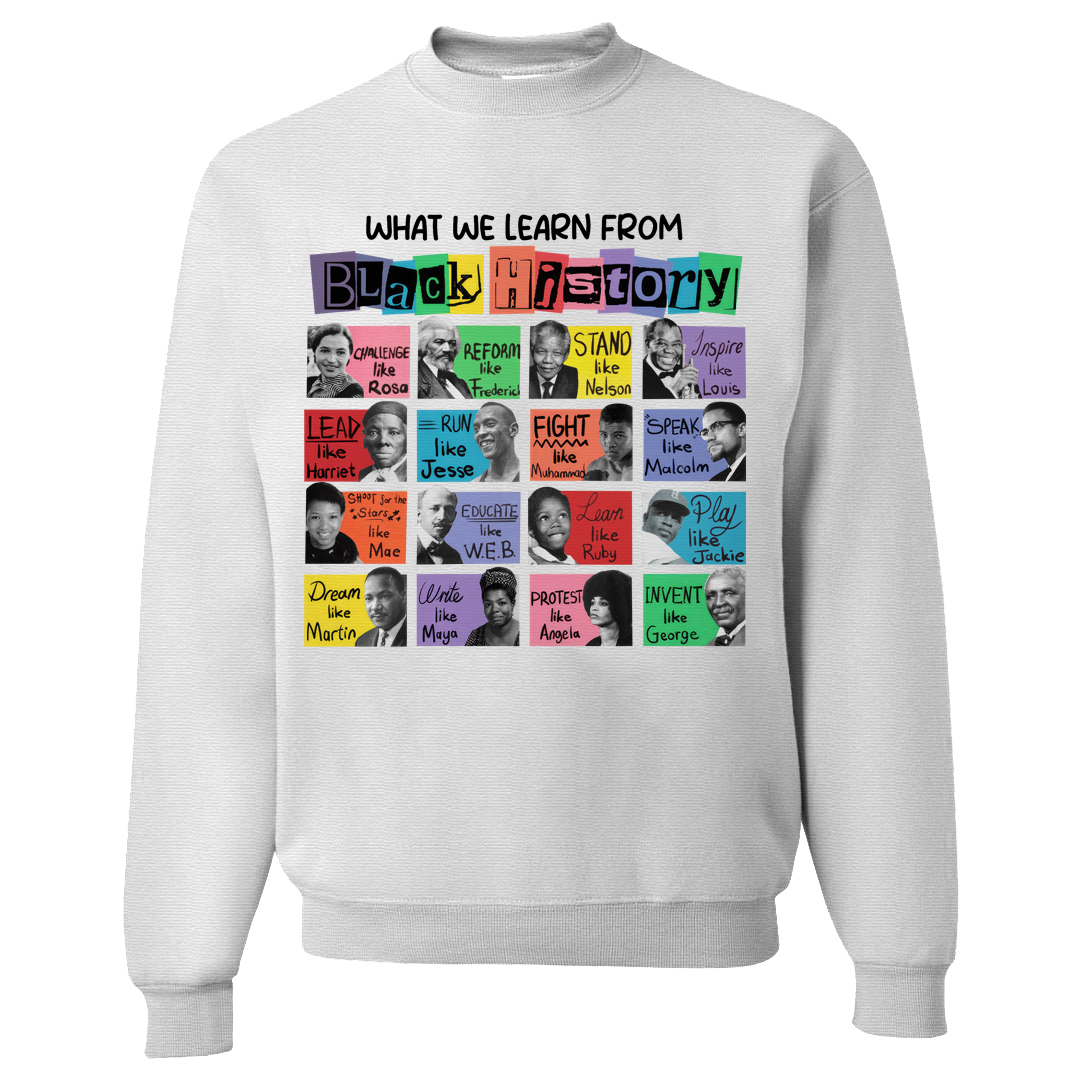 WHAT WE LEARN FROM
Black History
CHALLENGE
like
Rosa
REFORM
like
Frederick
STAND
like
Nelson
Inspire
like
Louis
LEAD
like
Harriet
RUN
like
Jesse
FIGHT
like
Muhammad
SPEAK
like
Malcolm
SHOOT for the
Stars
like
Mae
EDUCATE
like
W.E.B.
Learn
like
Ruby
Play
like
Jackie
Dream
like
Martin
Write
like
Maya
PROTEST
like
Angela
INVENT
like
George